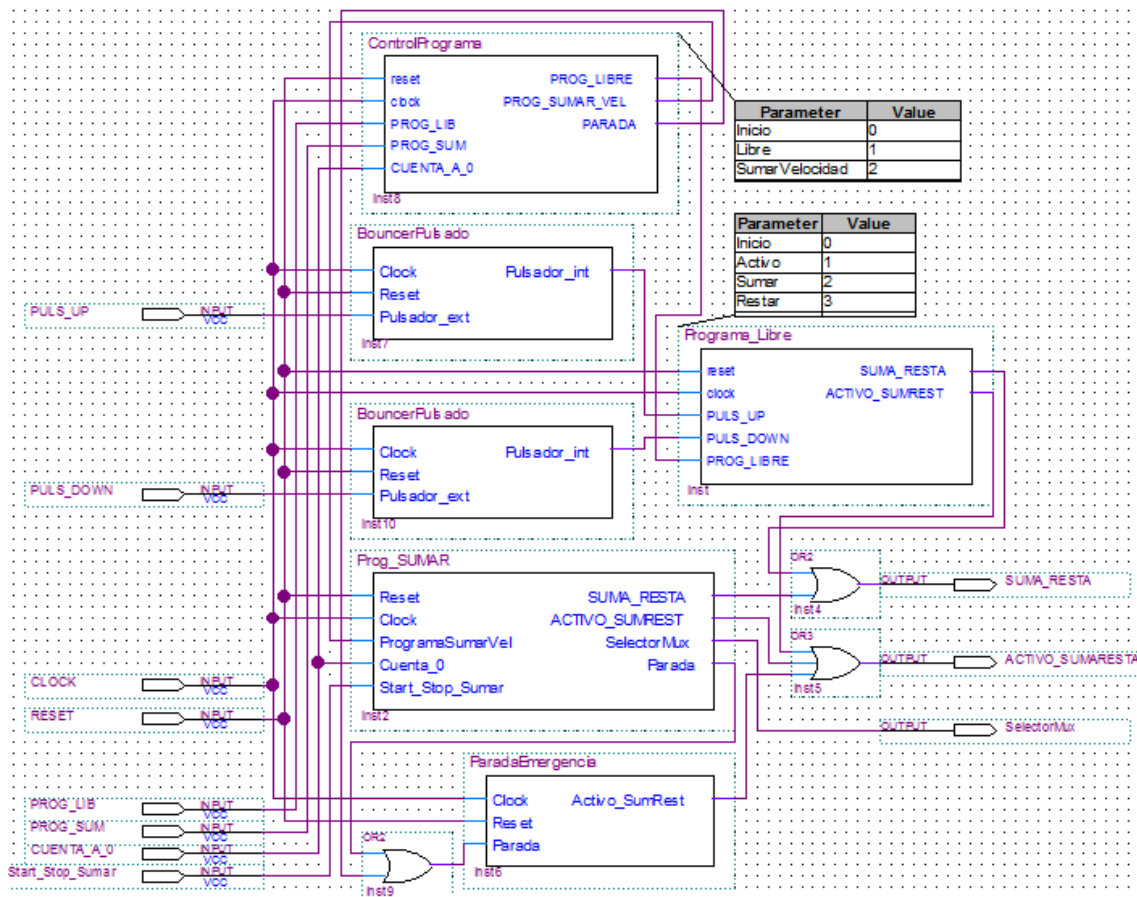 ControlPrograma
reset
clock
PROG_LIB
PROG_SUM
CUENTA_A_0
PROG_LIBRE
PROG_SUMAR_VEL
PARADA
inst8
Parameter Value
Inicio 0
Libre 1
SumarVelocidad 2
Parameter Value
Inicio 0
Activo 1
Sumar 2
Restar 3
BouncerPulsado
Clock
Reset
Pulsador_ext
Pulsador_int
inst7
PULS_UP
INPUT
VCC
Programa_Libre
reset
clock
PULS_UP
PULS_DOWN
PROG_LIBRE
SUMA_RESTA
ACTIVO_SUMREST
inst
BouncerPulsado
Clock
Reset
Pulsador_ext
Pulsador_int
inst10
PULS_DOWN
INPUT
VCC
Prog_SUMAR
Reset
Clock
ProgramaSumarVel
Cuenta_0
Start_Stop_Sumar
SUMA_RESTA
ACTIVO_SUMREST
SelectorMux
Parada
inst2
OR2
inst4
OUTPUT
SUMA_RESTA
OR3
inst5
OUTPUT
ACTIVO_SUMARESTA
OUTPUT
SelectorMux
CLOCK
INPUT
VCC
RESET
INPUT
VCC
ParadaEmergencia
Clock
Reset
Parada
Activo_SumRest
inst6
PROG_LIB
INPUT
VCC
PROG_SUM
INPUT
VCC
CUENTA_A_0
INPUT
VCC
Start_Stop_Sumar
INPUT
VCC
OR2
inst9